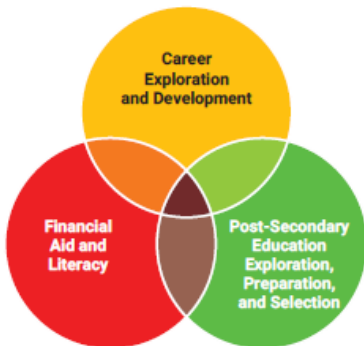 Career
Exploration
and Development
Financial
Aid and
Literacy
Post-Secondary
Education
Exploration,
Preparation,
and Selection